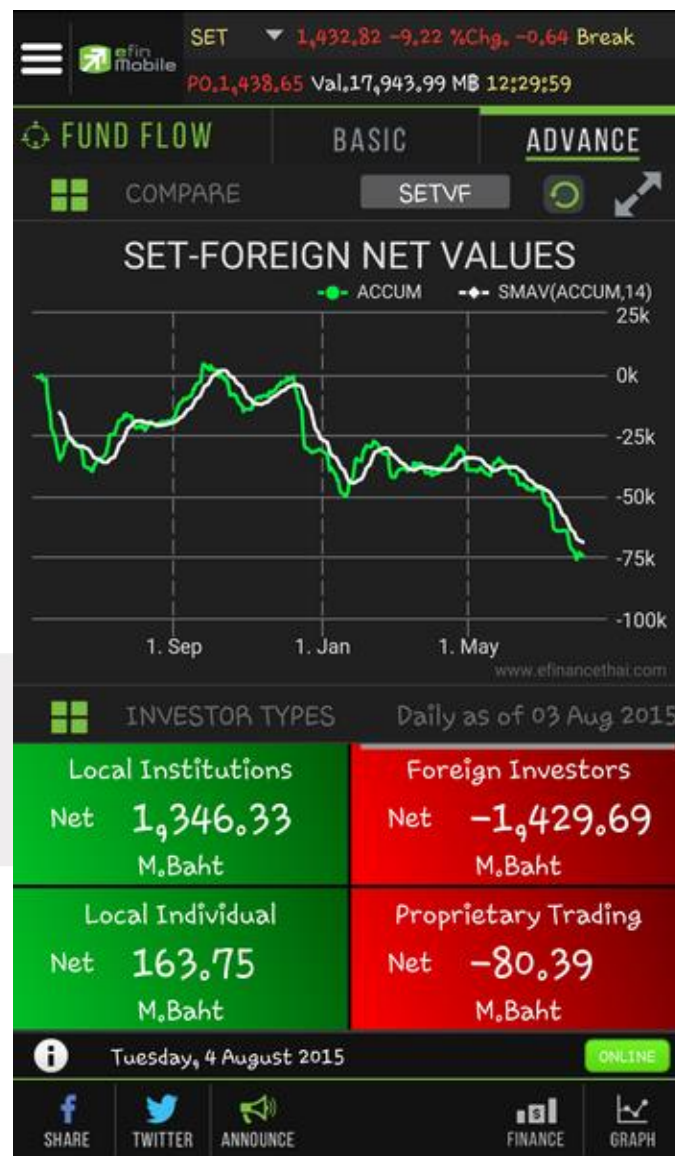 SET 1,432.82 -9.22 %Chg. -0.64 Break
efin
Mobile
PO.1,438.65 Val.17,943.99 MB 12:29:59
FUND FLOW BASIC ADVANCE
COMPARE SETVF
SET-FOREIGN NET VALUES
ACCUM SMAV(ACCUM,14)
25k
0k
-25k
-50k
-75k
-100k
1. Sep 1. Jan 1. May
www.efinancethai.com
INVESTOR TYPES Daily as of 03 Aug 2015
Local Institutions
Net 1,346.33
M.Baht
Foreign Investors
Net -1,429.69
M.Baht
Local Individual
Net 163.75
M.Baht
Proprietary Trading
Net -80.39
M.Baht
Tuesday, 4 August 2015 ONLINE
SHARE TWITTER ANNOUNCE FINANCE GRAPH